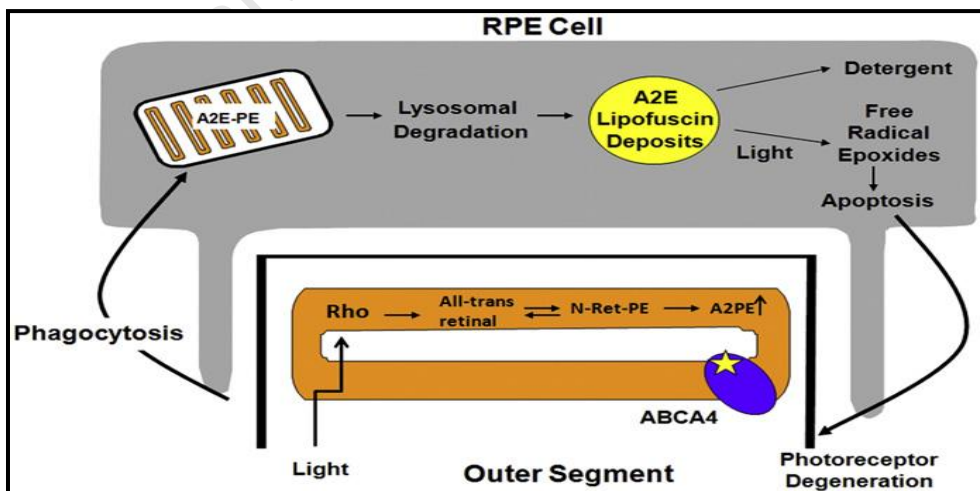 RPE Cell
A2E-PE
Lysosomal
Degradation
A2E
Lipofuscin
Deposits
Detergent
Light
Free
Radical
Epoxides
Apoptosis
Phagocytosis
Rho
All-trans
retinal
N-Ret-PE
A2PE
ABCA4
Light
Outer Segment
Photoreceptor
Degeneration